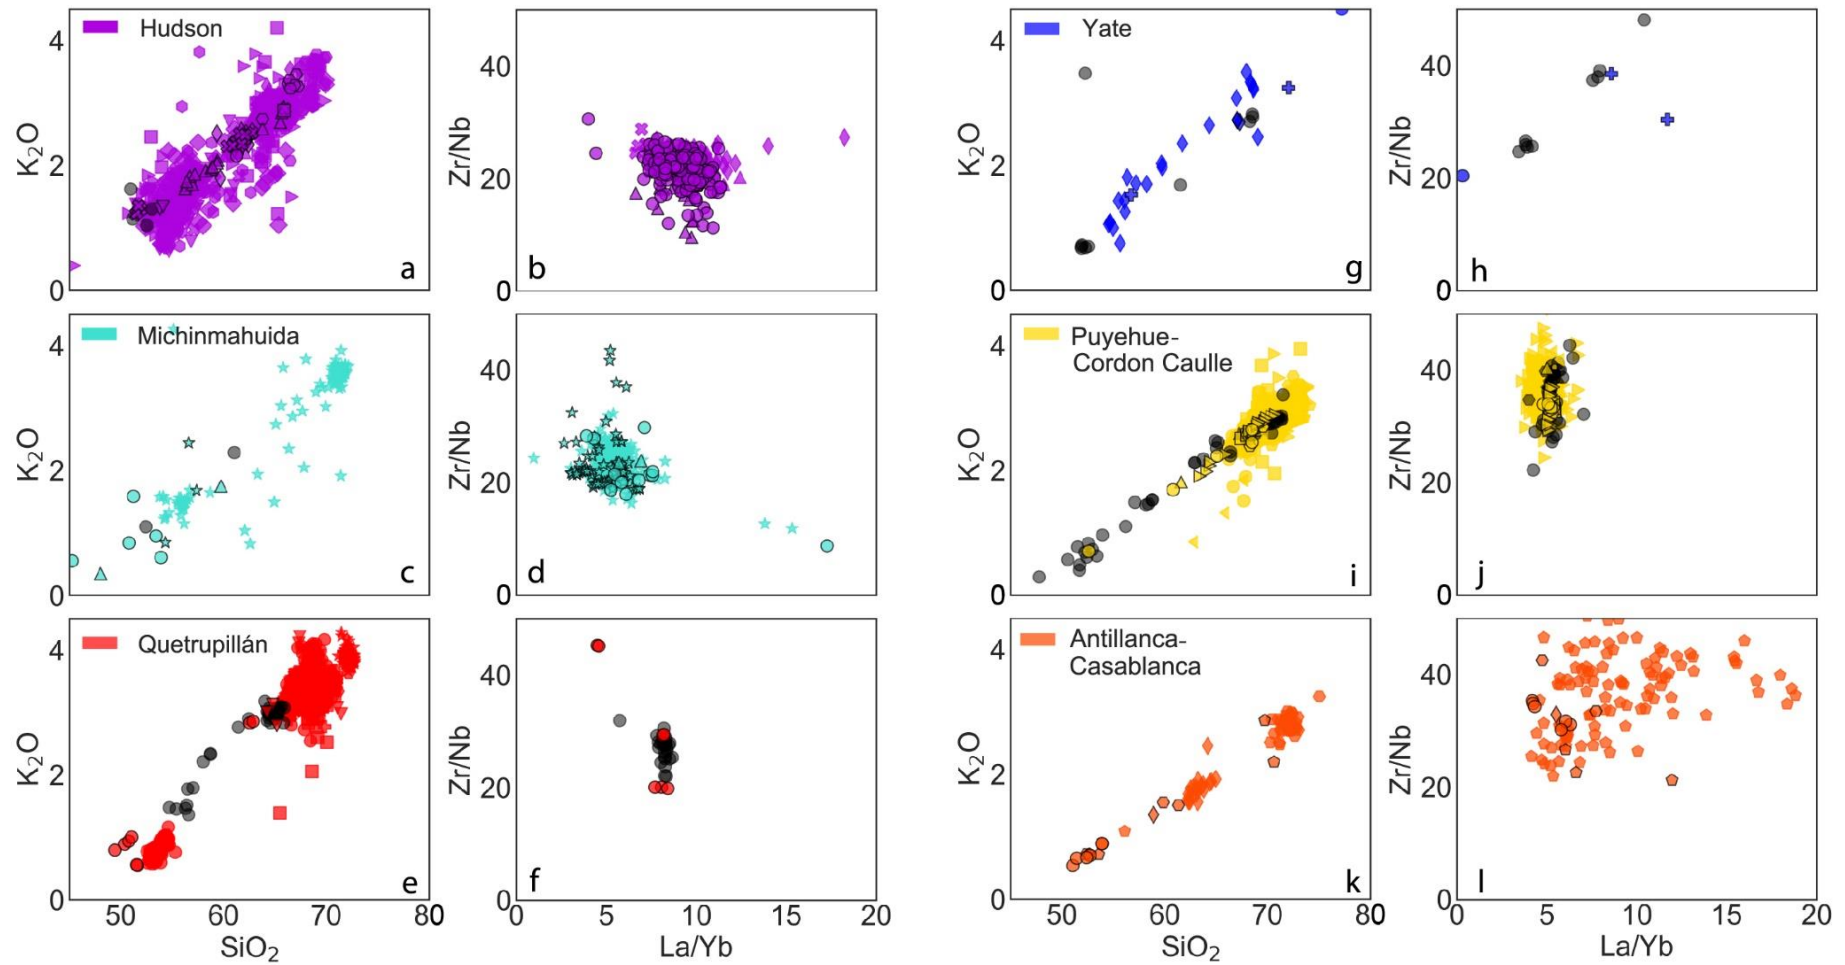 Hudson
4
K₂O
2
0
a
40
Zr/Nb
20
0
b
Yate
4
K₂O
2
0
g
40
Zr/Nb
20
0
h
Michinmahuida
4
K₂O
2
0
c
40
Zr/Nb
20
0
d
Puyehue-
Cordon Caulle
4
K₂O
2
0
i
40
Zr/Nb
20
0
j
Quetrupillán
4
K₂O
2
0
e
50 60 70 80
SiO₂
40
Zr/Nb
20
0
f
0 5 10 15 20
La/Yb
Antillanca-
Casablanca
4
K₂O
2
0
k
50 60 70 80
SiO₂
40
Zr/Nb
20
0
l
0 5 10 15 20
La/Yb